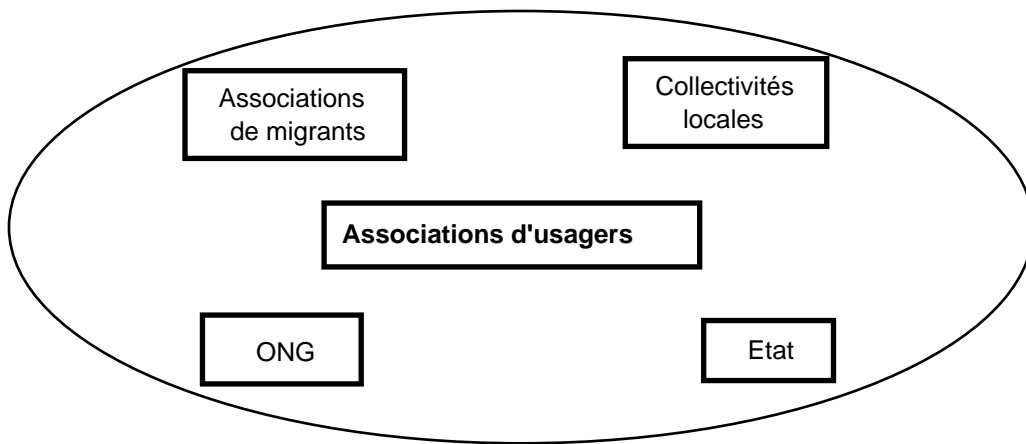 Associations
de migrants
Collectivités
locales
Associations d'usagers
ONG
Etat